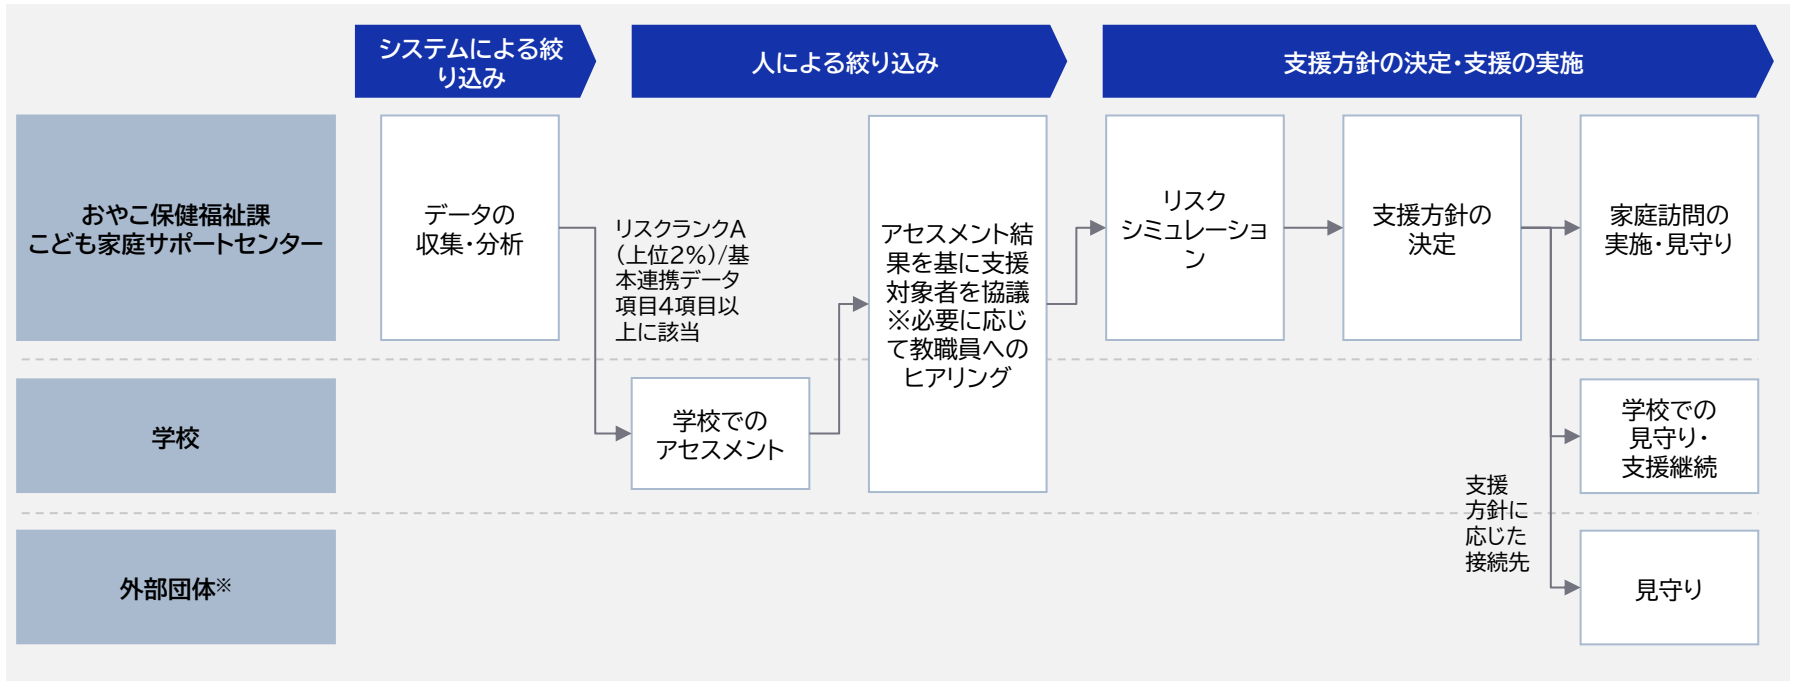 システムによる絞
り込み
人による絞り込み
支援方針の決定・支援の実施
おやこ保健福祉課
こども家庭サポートセンター
データの
収集・分析
リスクランクA
(上位2%)/基
本連携データ
項目4項目以
上に該当
アセスメント結
果を基に支援
対象者を協議
※必要に応じ
て教職員への
ヒアリング
リスク
シミュレーショ
ン
支援方針の
決定
家庭訪問の
実施・見守り
学校
学校での
アセスメント
学校での
見守り・
支援継続
支援
方針に
応じた
接続先
外部団体※
見守り